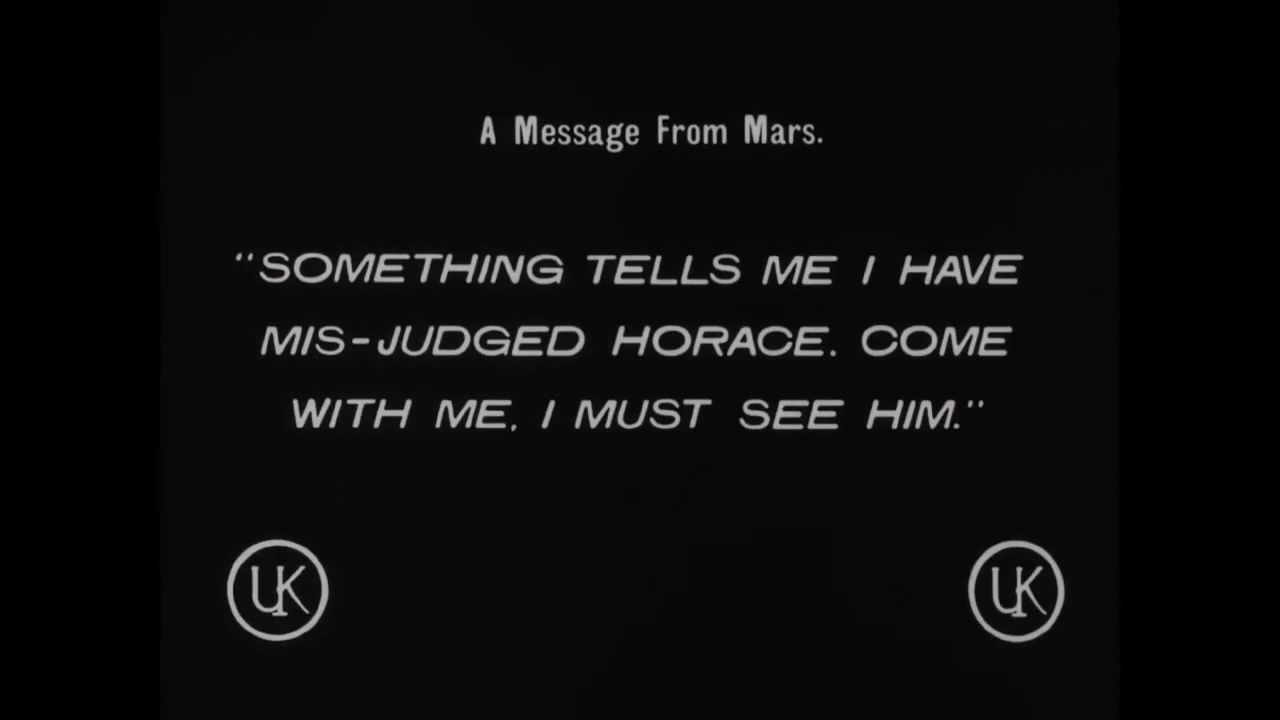 A Message From Mars.
"SOMETHING TELLS ME I HAVE
MIS-JUDGED HORACE. COME
WITH ME, I MUST SEE HIM."
UK UK